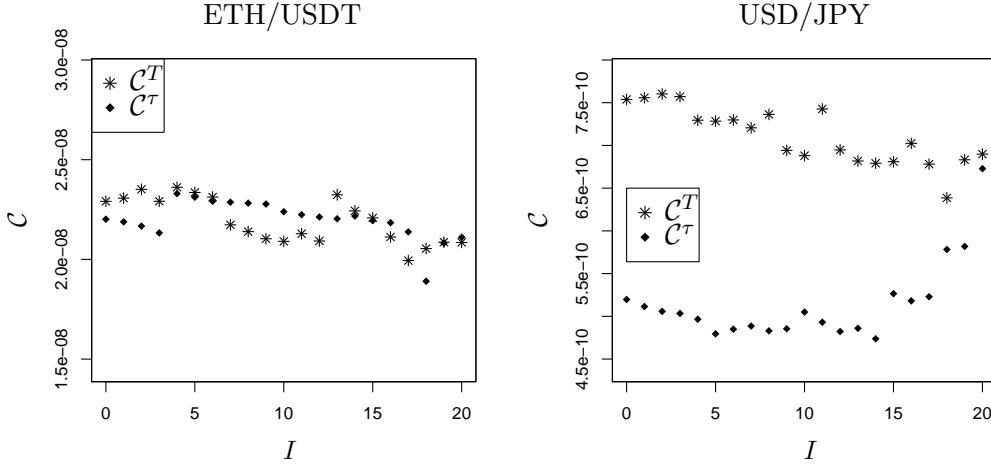 ETH/USDT
3.0e−08
2.5e−08
2.0e−08
1.5e−08
C
C^T
C^τ
0 5 10 15 20
I
USD/JPY
7.5e−10
6.5e−10
5.5e−10
4.5e−10
C
C^T
C^τ
0 5 10 15 20
I